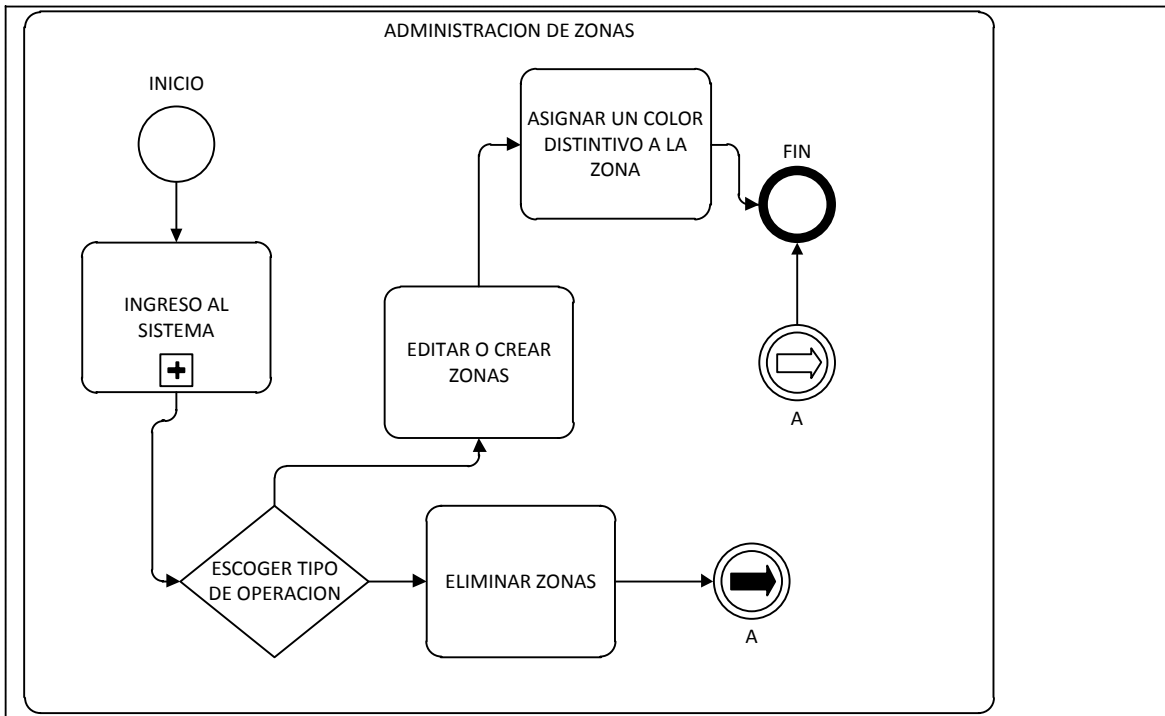 ADMINISTRACION DE ZONAS
INICIO
ASIGNAR UN COLOR
DISTINTIVO A LA
ZONA
FIN
INGRESO AL
SISTEMA
EDITAR O CREAR
ZONAS
A
ESCOGER TIPO
DE OPERACION
ELIMINAR ZONAS
A